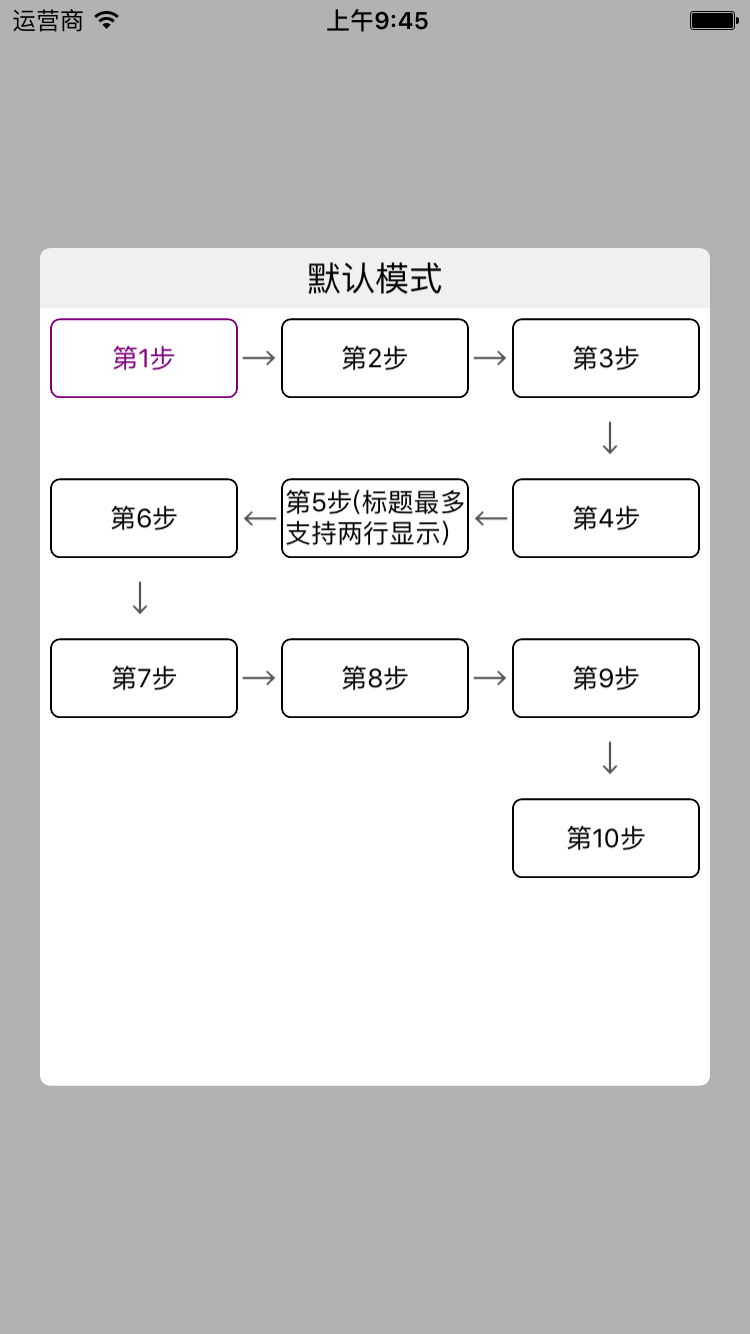 运营商
上午9:45
默认模式
第1步
第2步
第3步
第6步
第5步(标题最多
支持两行显示)
第4步
第7步
第8步
第9步
第10步